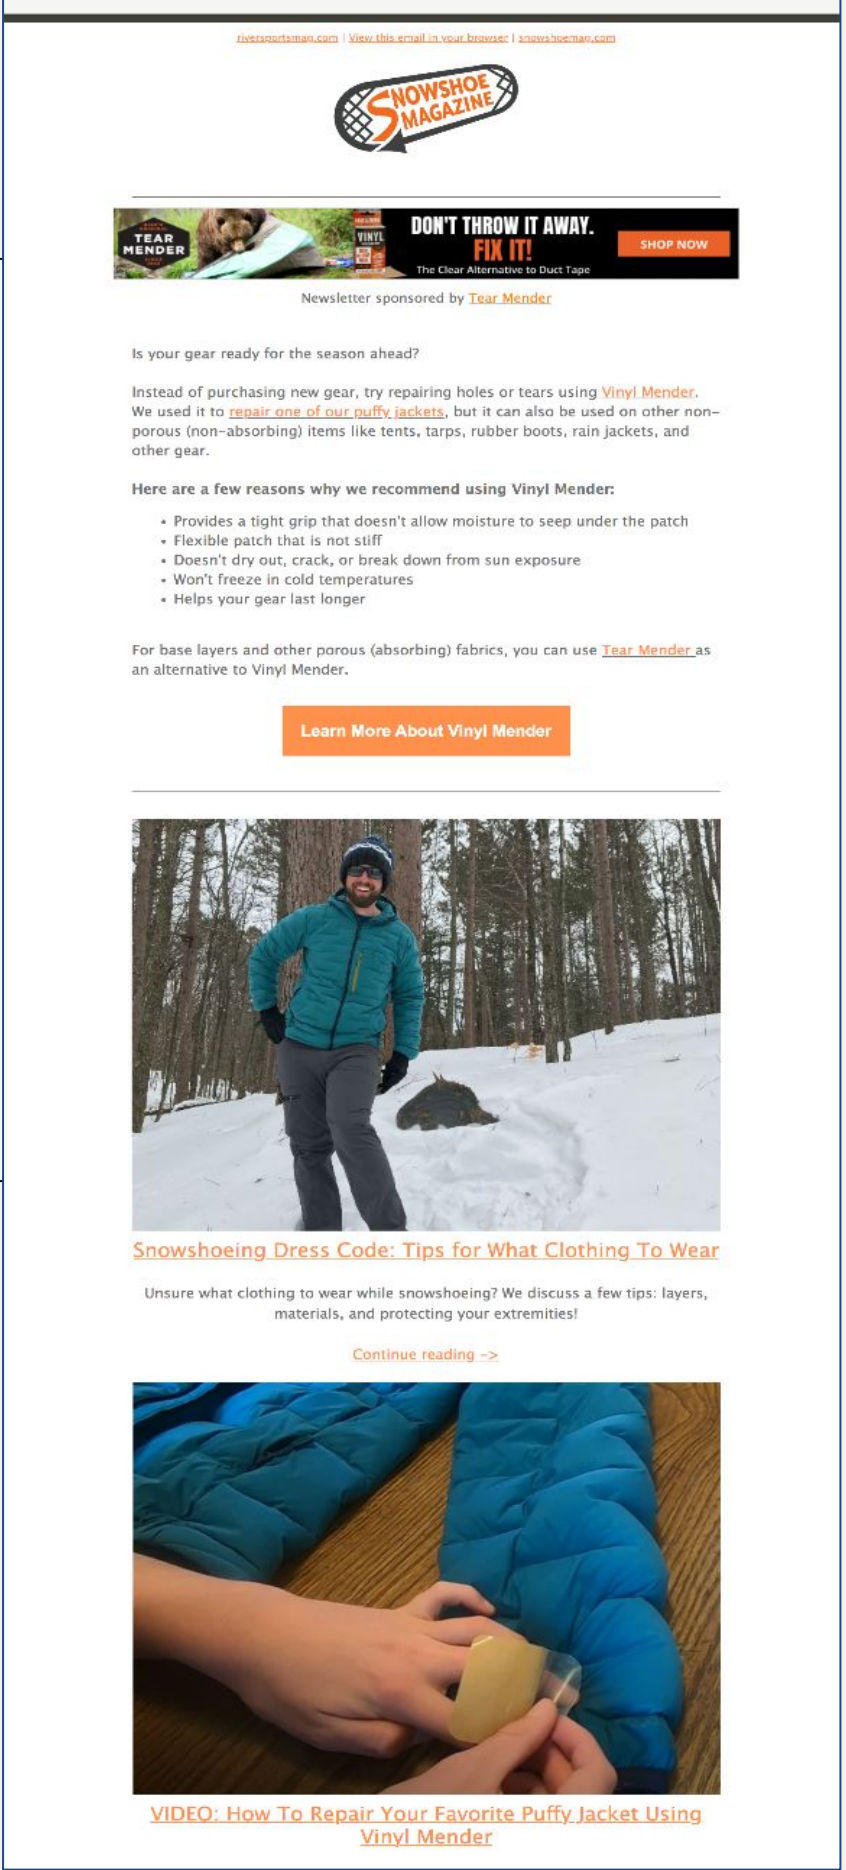 riversportsmag.com | View this email in your browser | snowshoemag.com
SNOWSHOE
MAGAZINE
TEAR
MENDER
VINYL
DON'T THROW IT AWAY.
FIX IT!
The Clear Alternative to Duct Tape
SHOP NOW
Newsletter sponsored by Tear Mender
Is your gear ready for the season ahead?
Instead of purchasing new gear, try repairing holes or tears using Vinyl Mender.
We used it to repair one of our puffy jackets, but it can also be used on other non-
porous (non-absorbing) items like tents, tarps, rubber boots, rain jackets, and
other gear.
Here are a few reasons why we recommend using Vinyl Mender:
• Provides a tight grip that doesn't allow moisture to seep under the patch
• Flexible patch that is not stiff
• Doesn't dry out, crack, or break down from sun exposure
• Won't freeze in cold temperatures
• Helps your gear last longer
For base layers and other porous (absorbing) fabrics, you can use Tear Mender as
an alternative to Vinyl Mender.
Learn More About Vinyl Mender
Snowshoeing Dress Code: Tips for What Clothing To Wear
Unsure what clothing to wear while snowshoeing? We discuss a few tips: layers,
materials, and protecting your extremities!
Continue reading ->
VIDEO: How To Repair Your Favorite Puffy Jacket Using
Vinyl Mender